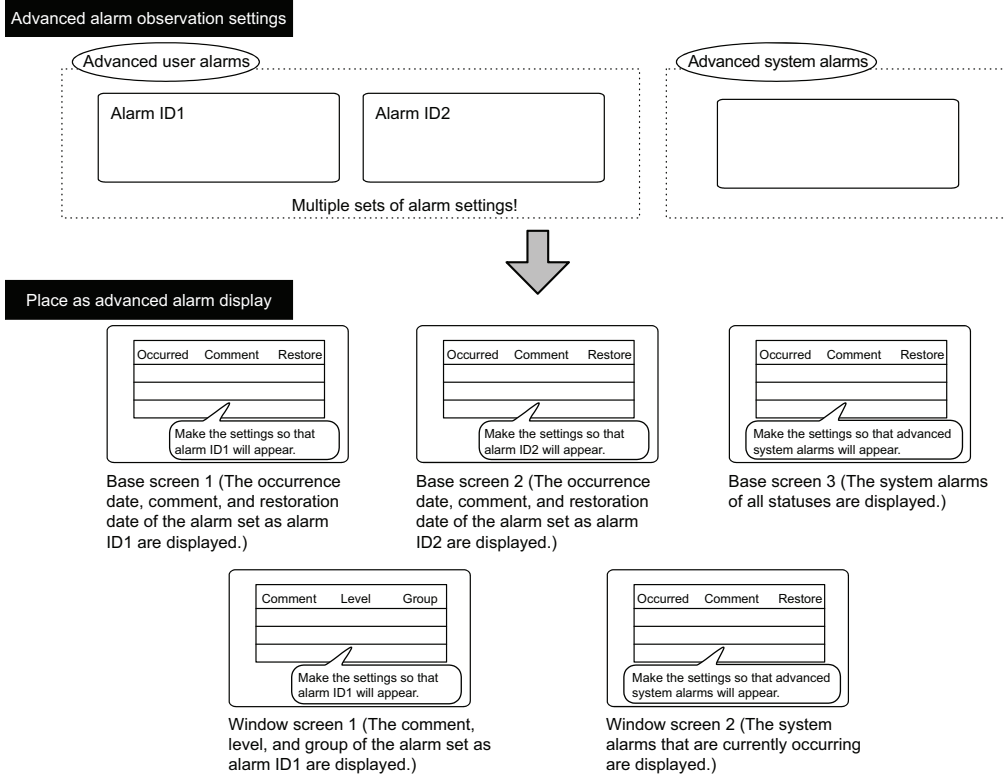 Advanced alarm observation settings
Advanced user alarms
Advanced system alarms
Alarm ID1
Alarm ID2
Multiple sets of alarm settings!
Place as advanced alarm display
Occurred Comment Restore
Make the settings so that
alarm ID1 will appear.
Base screen 1 (The occurrence
date, comment, and restoration
date of the alarm set as alarm
ID1 are displayed.)
Occurred Comment Restore
Make the settings so that
alarm ID2 will appear.
Base screen 2 (The occurrence
date, comment, and restoration
date of the alarm set as alarm
ID2 are displayed.)
Occurred Comment Restore
Make the settings so that advanced
system alarms will appear.
Base screen 3 (The system alarms
of all statuses are displayed.)
Comment Level Group
Make the settings so that
alarm ID1 will appear.
Window screen 1 (The comment,
level, and group of the alarm set as
alarm ID1 are displayed.)
Occurred Comment Restore
Make the settings so that advanced
system alarms will appear.
Window screen 2 (The system
alarms that are currently occurring
are displayed.)